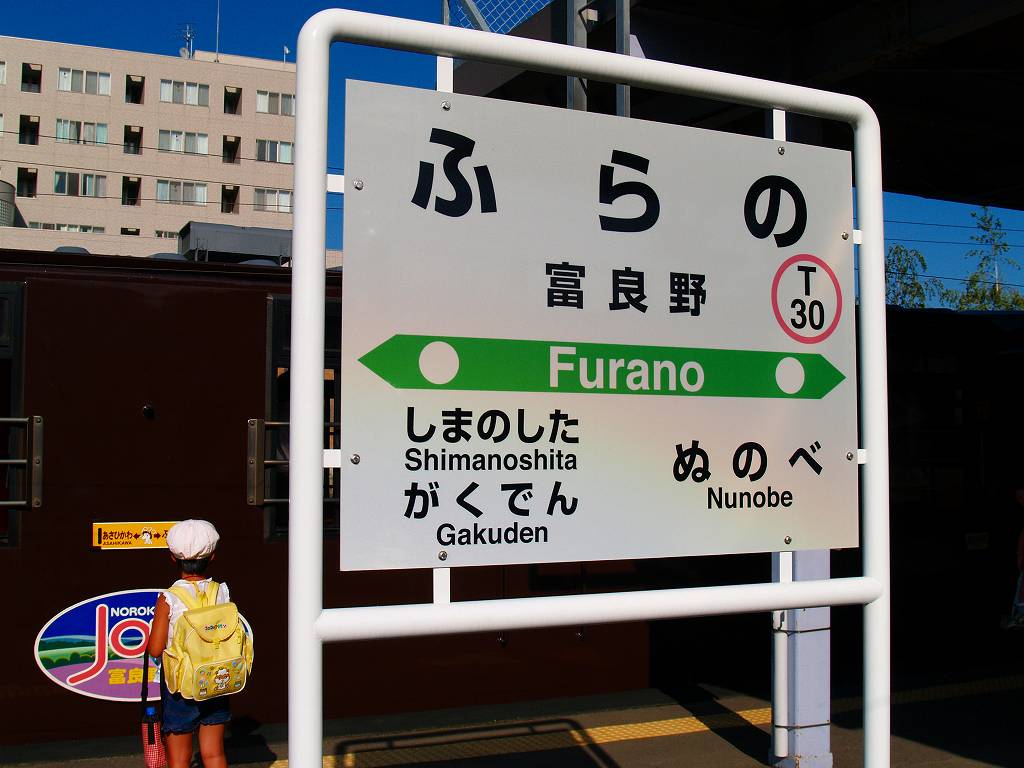 ふらの
富良野
T
30
Furano
しまのした
Shimanoshita
がくでん
Gakuden
ぬのべ
Nunobe
あさひかわ
ASAHIKAWA
NOROK
富良